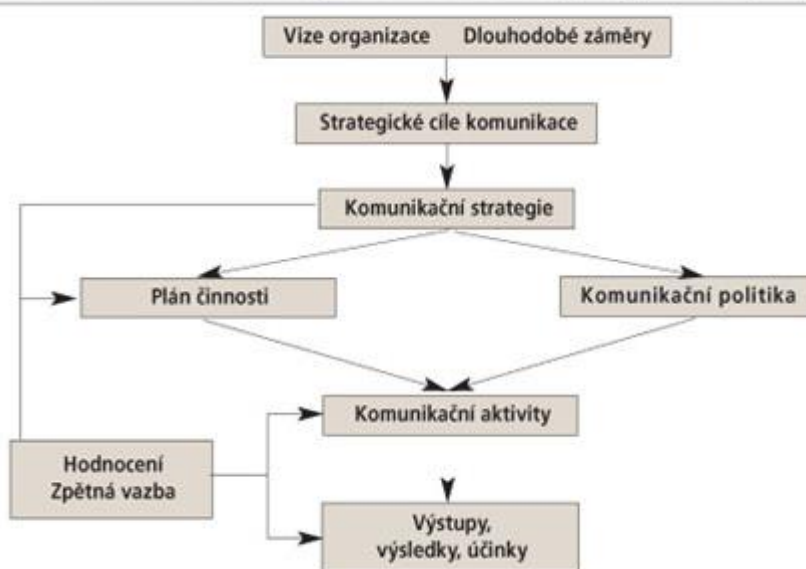 Vize organizace Dlouhodobé záměry
Strategické cíle komunikace
Komunikační strategie
Plán činnosti
Komunikační politika
Komunikační aktivity
Hodnocení
Zpětná vazba
Výstupy,
výsledky, účinky